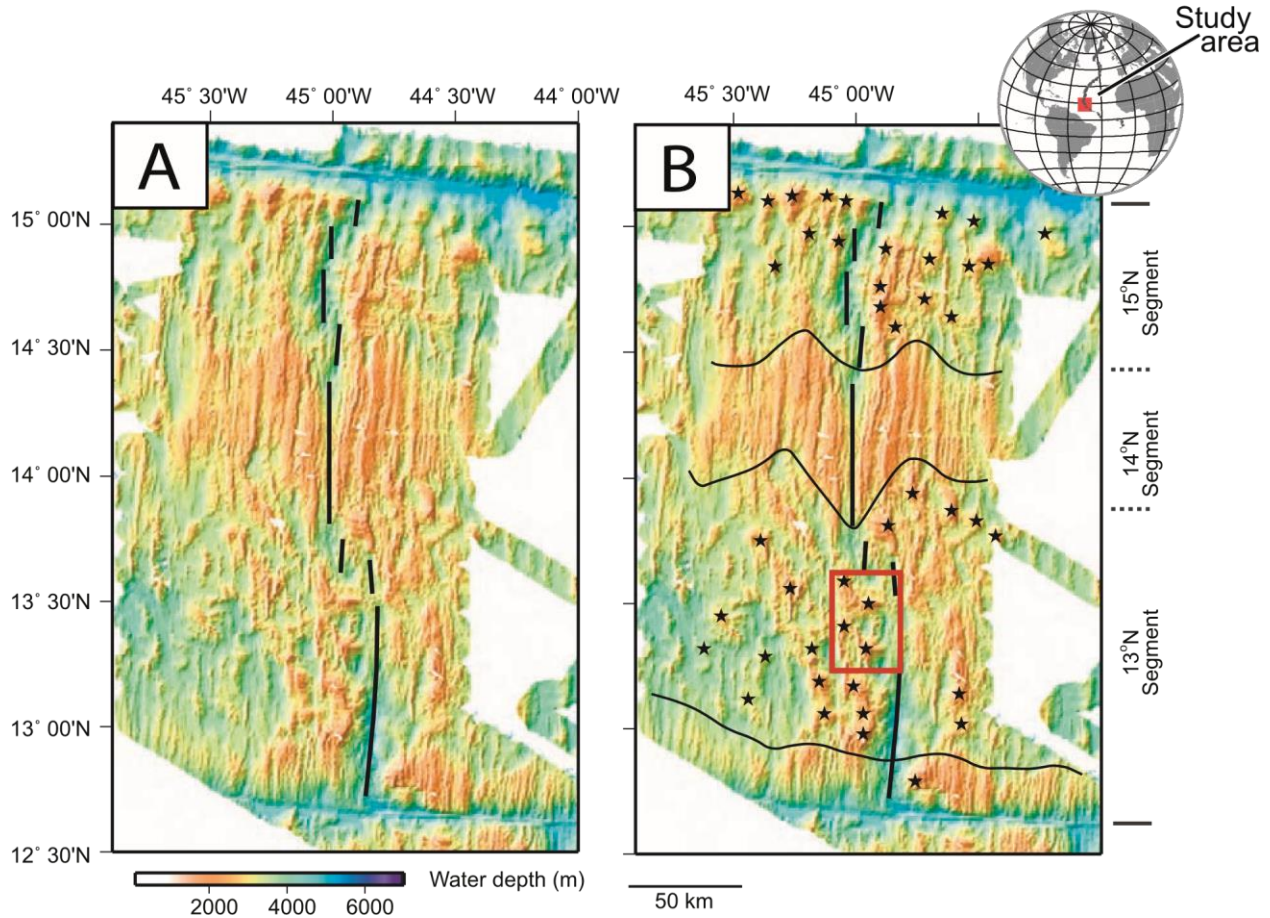 Study
area
45° 30'W 45° 00'W 44° 30'W 44° 00'W
45° 30'W 45° 00'W
A
B
15° 00'N
14° 30'N
14° 00'N
13° 30'N
13° 00'N
12° 30'N
15°N
Segment
14°N
Segment
13°N
Segment
Water depth (m)
2000 4000 6000
50 km